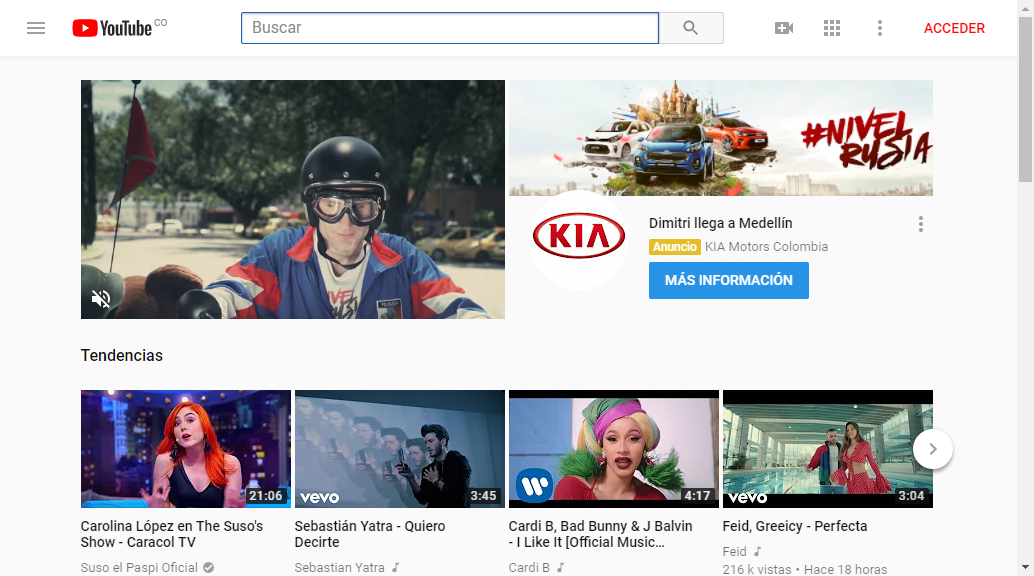 YouTube CO
Buscar
ACCEDER
#NIVEL
RUSIA
KIA
Dimitri llega a Medellín
Anuncio KIA Motors Colombia
MÁS INFORMACIÓN
NIVEL
RUSIA
Tendencias
21:06
vevo 3:45
W 4:17
vevo 3:04
Carolina López en The Suso's
Show - Caracol TV
Suso el Paspi Oficial
Sebastián Yatra - Quiero
Decirte
Sebastian Yatra
Cardi B, Bad Bunny & J Balvin
- I Like It [Official Music...
Cardi B
Feid, Greeicy - Perfecta
Feid
216 k vistas • Hace 18 horas